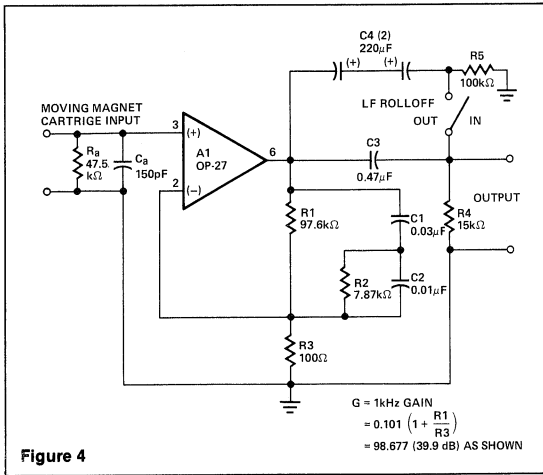 C4 (2)
220μF
(+) (+)
R5
100kΩ
LF ROLLOFF
OUT IN
MOVING MAGNET
CARTRIGE INPUT
3
(+)
A1
OP-27
6
2
(–)
Ra
47.5
kΩ
Ca
150pF
C3
0.47μF
OUTPUT
R1
97.6kΩ
C1
0.03μF
R4
15kΩ
R2
7.87kΩ
C2
0.01μF
R3
100Ω
G = 1kHz GAIN
= 0.101 (1 + R1/R3)
= 98.677 (39.9 dB) AS SHOWN
Figure 4